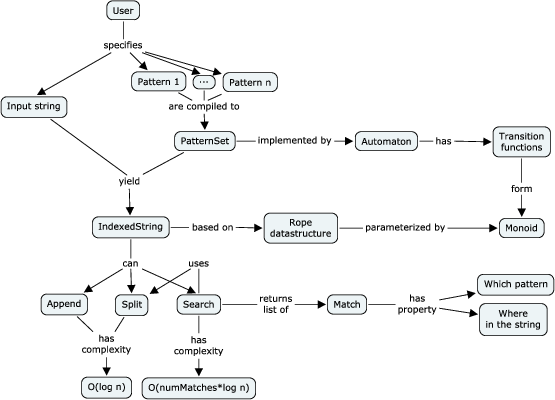 User
specifies
Pattern 1
...
Pattern n
Input string
are compiled to
PatternSet
implemented by
Automaton
has
Transition
functions
yield
form
IndexedString
based on
Rope
datastructure
parameterized by
Monoid
can
uses
Append
Split
Search
returns
list of
Match
has
property
Which pattern
Where
in the string
has
complexity
has
complexity
O(log n)
O(numMatches*log n)